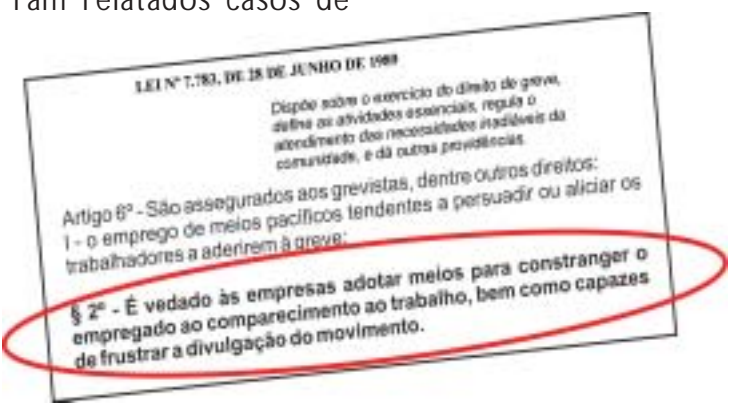 ram relatados casos de
LEI Nº 7.783, DE 28 DE JUNHO DE 1989
Dispõe sobre o exercício do direito de greve,
define as atividades essenciais, regula o
atendimento das necessidades inadiáveis da
comunidade, e dá outras providências.
Artigo 6º - São assegurados aos grevistas, dentre outros direitos:
I - o emprego de meios pacíficos tendentes a persuadir ou aliciar os
trabalhadores a aderirem à greve;
§ 2º - É vedado às empresas adotar meios para constranger o
empregado ao comparecimento ao trabalho, bem como capazes
de frustrar a divulgação do movimento.